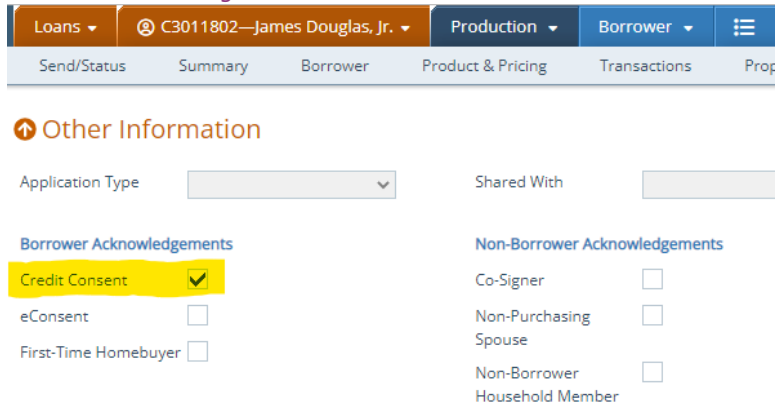 Loans C3011802—James Douglas, Jr. Production Borrower
Send/Status Summary Borrower Product & Pricing Transactions
Other Information
Application Type Shared With
Borrower Acknowledgements Non-Borrower Acknowledgements
Credit Consent Co-Signer
eConsent Non-Purchasing
Spouse
First-Time Homebuyer
Non-Borrower
Household Member